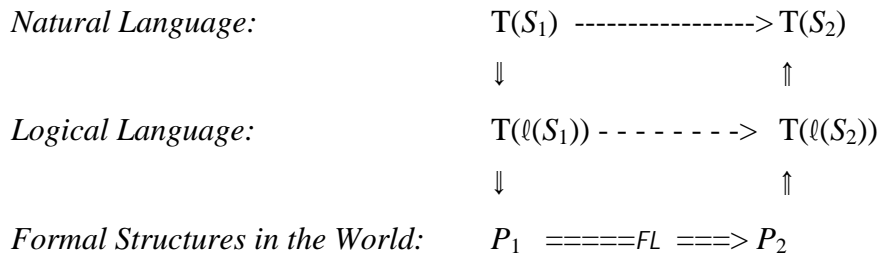 Natural Language: T(S₁) ----------------> T(S₂)
⇓ ⇑
Logical Language: T(ℓ(S₁)) - - - - - - - -> T(ℓ(S₂))
⇓ ⇑
Formal Structures in the World: P₁ =====FL ===> P₂